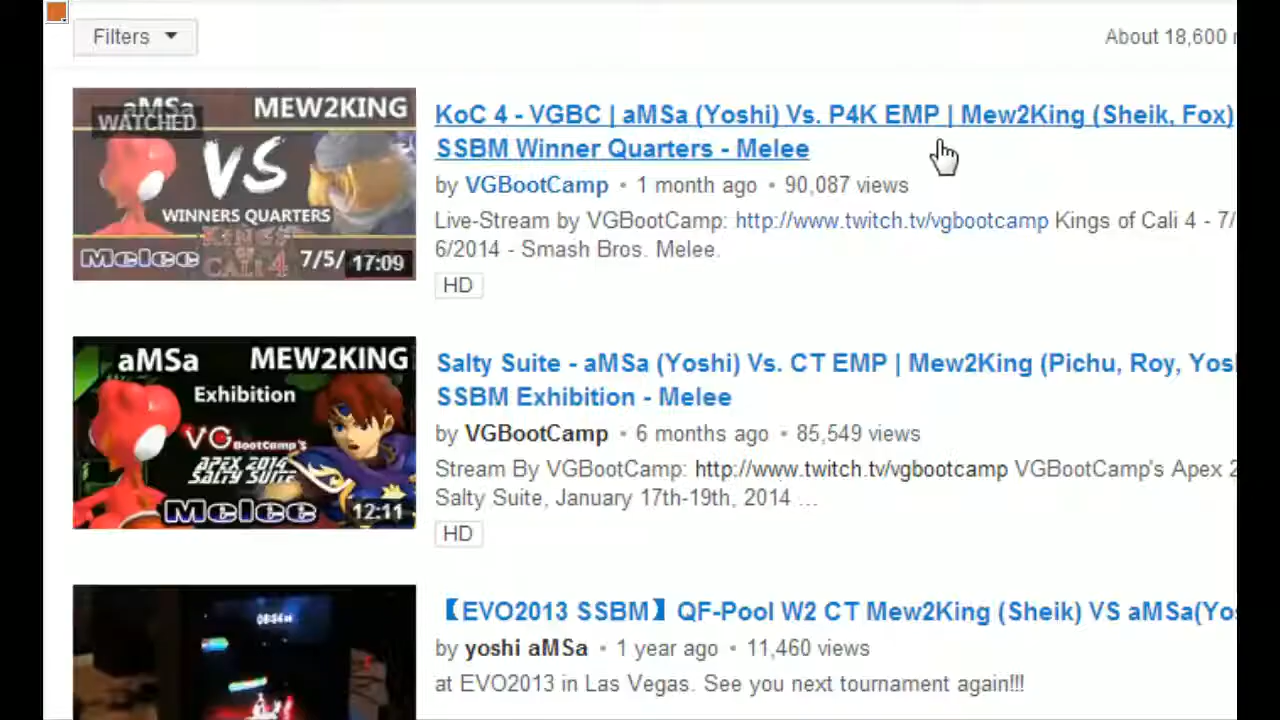 Filters
About 18,600
aMSa MEW2KING
WATCHED
VS
WINNERS QUARTERS
KINGS OF CALI 4
Melee 7/5/ 17:09
KoC 4 - VGBC | aMSa (Yoshi) Vs. P4K EMP | Mew2King (Sheik, Fox)
SSBM Winner Quarters - Melee
by VGBootCamp • 1 month ago • 90,087 views
Live-Stream by VGBootCamp: http://www.twitch.tv/vgbootcamp Kings of Cali 4 - 7/
6/2014 - Smash Bros. Melee.
HD
aMSa MEW2KING
Exhibition
VG BootCamp's
APEX 2014
SALTY SUITE
Melee 12:11
Salty Suite - aMSa (Yoshi) Vs. CT EMP | Mew2King (Pichu, Roy, Yos
SSBM Exhibition - Melee
by VGBootCamp • 6 months ago • 85,549 views
Stream By VGBootCamp: http://www.twitch.tv/vgbootcamp VGBootCamp's Apex 2
Salty Suite, January 17th-19th, 2014 ...
HD
【EVO2013 SSBM】QF-Pool W2 CT Mew2King (Sheik) VS aMSa(Yos
by yoshi aMSa • 1 year ago • 11,460 views
at EVO2013 in Las Vegas. See you next tournament again!!!